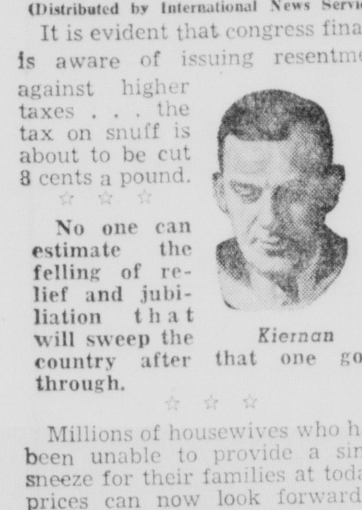 (Distributed by International News Servi
It is evident that congress fina
is aware of issuing resentme
against higher
taxes . . . the
tax on snuff is
about to be cut
8 cents a pound.
☆ ☆ ☆
No one can
estimate the
felling of re-
lief and jubi-
liation that
will sweep the
Kiernan
country after that one go
through.
☆ ☆ ☆
Millions of housewives who h
been unable to provide a sin
sneeze for their families at toda
prices can now look forward